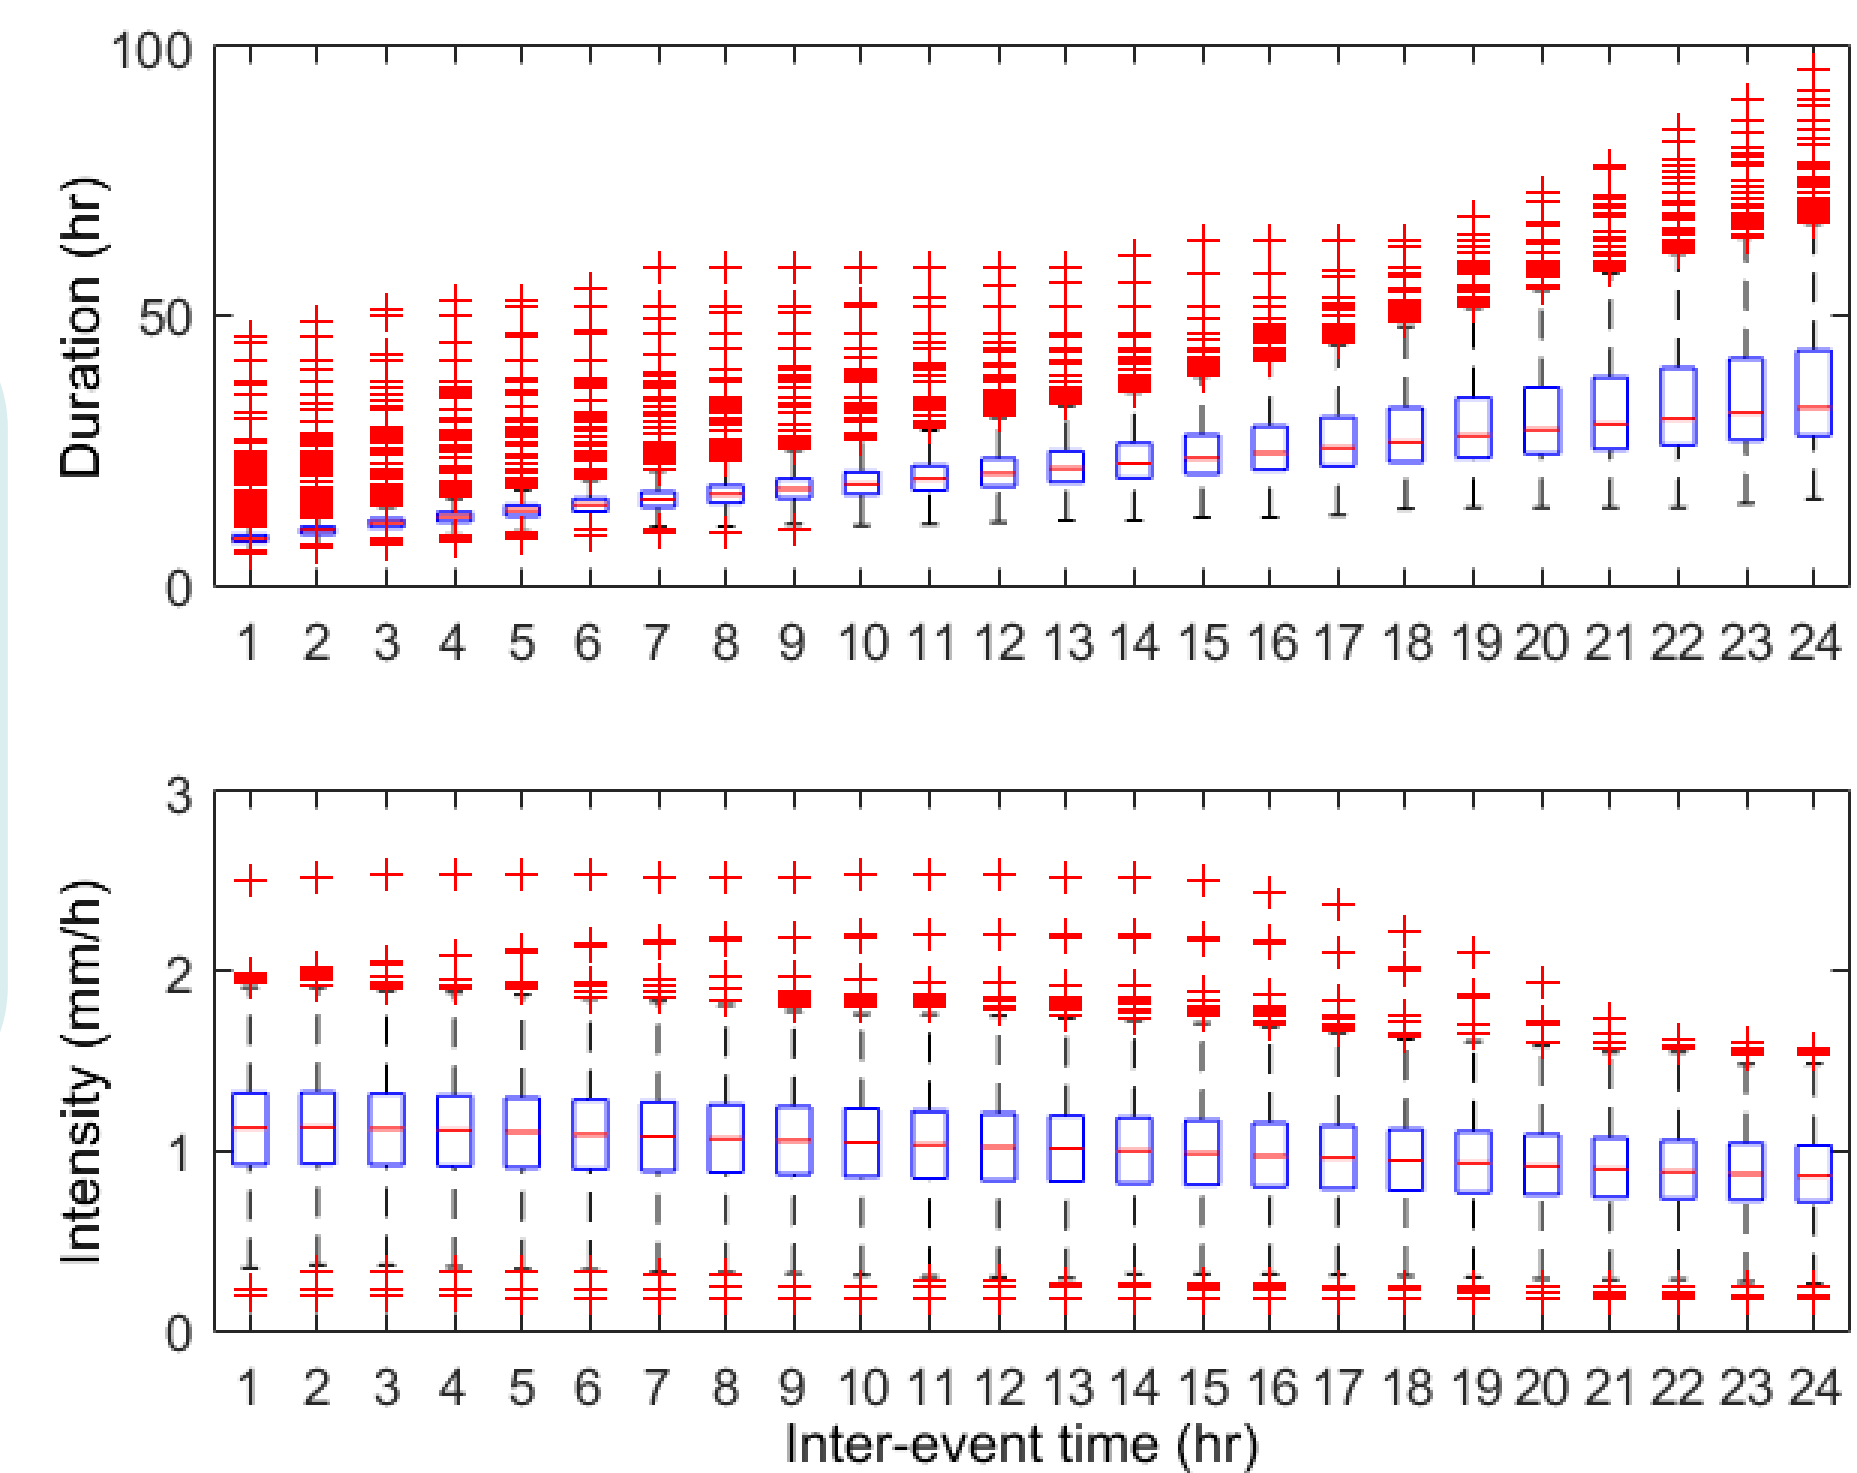 100
50
0
Duration (hr)
1 2 3 4 5 6 7 8 9 10 11 12 13 14 15 16 17 18 19 20 21 22 23 24
3
2
1
0
Intensity (mm/h)
1 2 3 4 5 6 7 8 9 10 11 12 13 14 15 16 17 18 19 20 21 22 23 24
Inter-event time (hr)